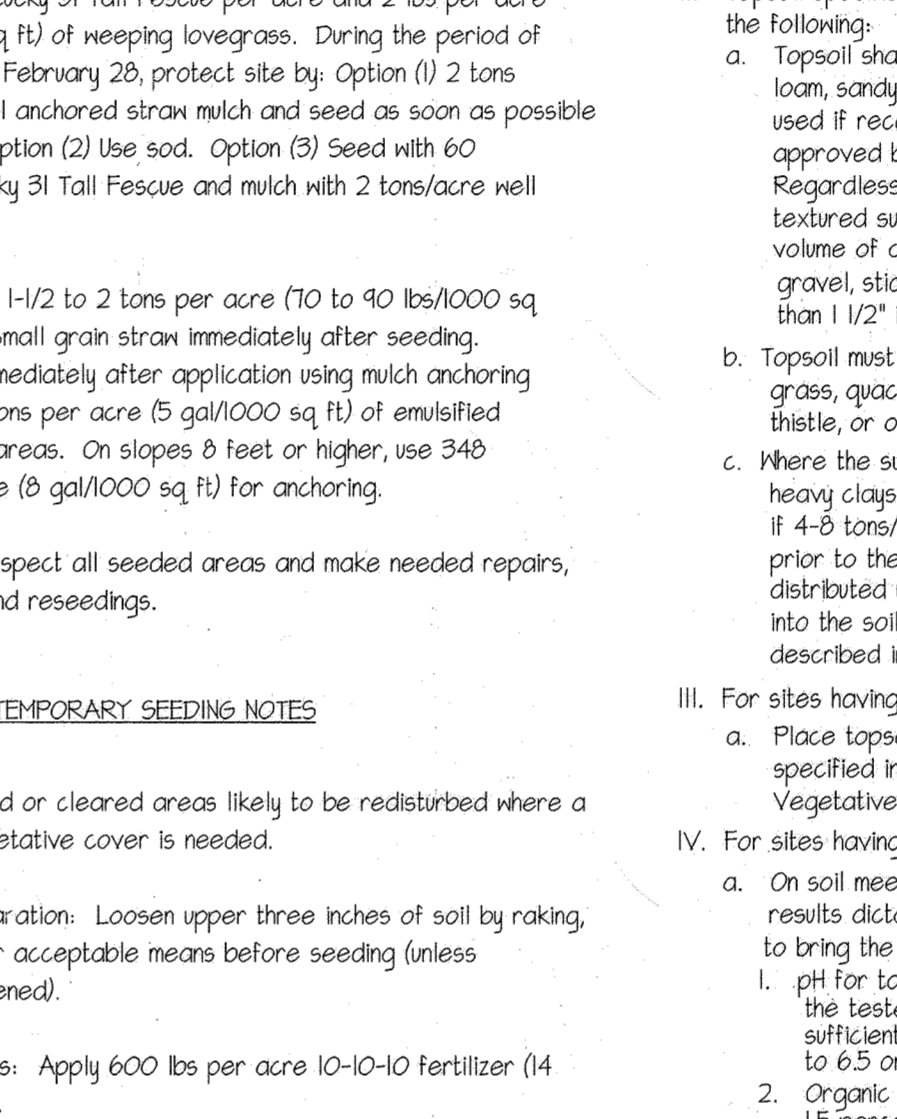 31 Tall Fescue per acre and 2 lbs per acre
ft) of weeping lovegrass. During the period of
February 28, protect site by: Option (1) 2 tons
anchored straw mulch and seed as soon as possible
(2) Use sod. Option (3) Seed with 60
31 Tall Fescue and mulch with 2 tons/acre well
1-1/2 to 2 tons per acre (70 to 90 lbs/1000 sq
small grain straw immediately after seeding.
mediately after application using mulch anchoring
ons per acre (5 gal/1000 sq ft) of emulsified
areas. On slopes 8 feet or higher, use 348
(8 gal/1000 sq ft) for anchoring.
spect all seeded areas and make needed repairs,
nd reseedings.
TEMPORARY SEEDING NOTES
d or cleared areas likely to be redisturbed where a
etative cover is needed.
aration: Loosen upper three inches of soil by raking,
acceptable means before seeding (unless
ened).
s: Apply 600 lbs per acre 10-10-10 fertilizer (14
the following:
a. Topsoil sha
loam, sandy
used if rec
approved b
Regardless
textured su
volume of c
gravel, stic
than 1 1/2"
b. Topsoil must
grass, quac
thistle, or o
c. Where the su
heavy clays
if 4-8 tons/
prior to the
distributed
into the soil
described i
III. For sites having
a. Place tops
specified in
Vegetative
IV. For sites having
a. On soil mee
results dict
to bring the
1. pH for to
the teste
sufficient
to 6.5 or
2. Organic